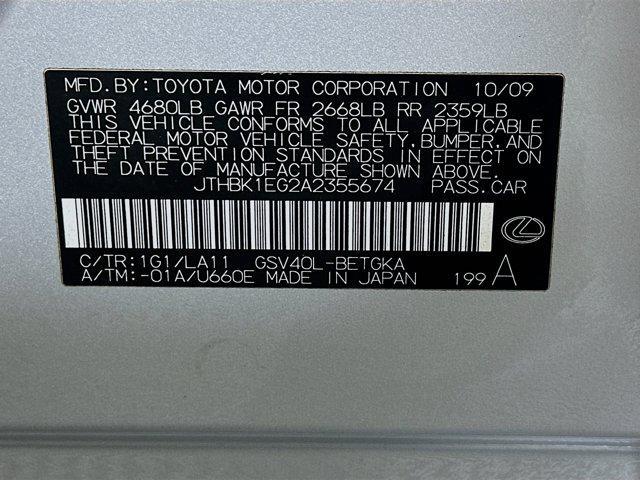 MFD. BY: TOYOTA MOTOR CORPORATION 10/09
GVWR 4680LB GAWR FR 2668LB RR 2359LB
THIS VEHICLE CONFORMS TO ALL APPLICABLE
FEDERAL MOTOR VEHICLE SAFETY, BUMPER, AND
THEFT PREVENTION STANDARDS IN EFFECT ON
THE DATE OF MANUFACTURE SHOWN ABOVE.
JTHBK1EG2A2355674 PASS. CAR
C/TR: 1G1/LA11 GSV40L-BETGKA
A/TM: -01A/U660E MADE IN JAPAN 199 A